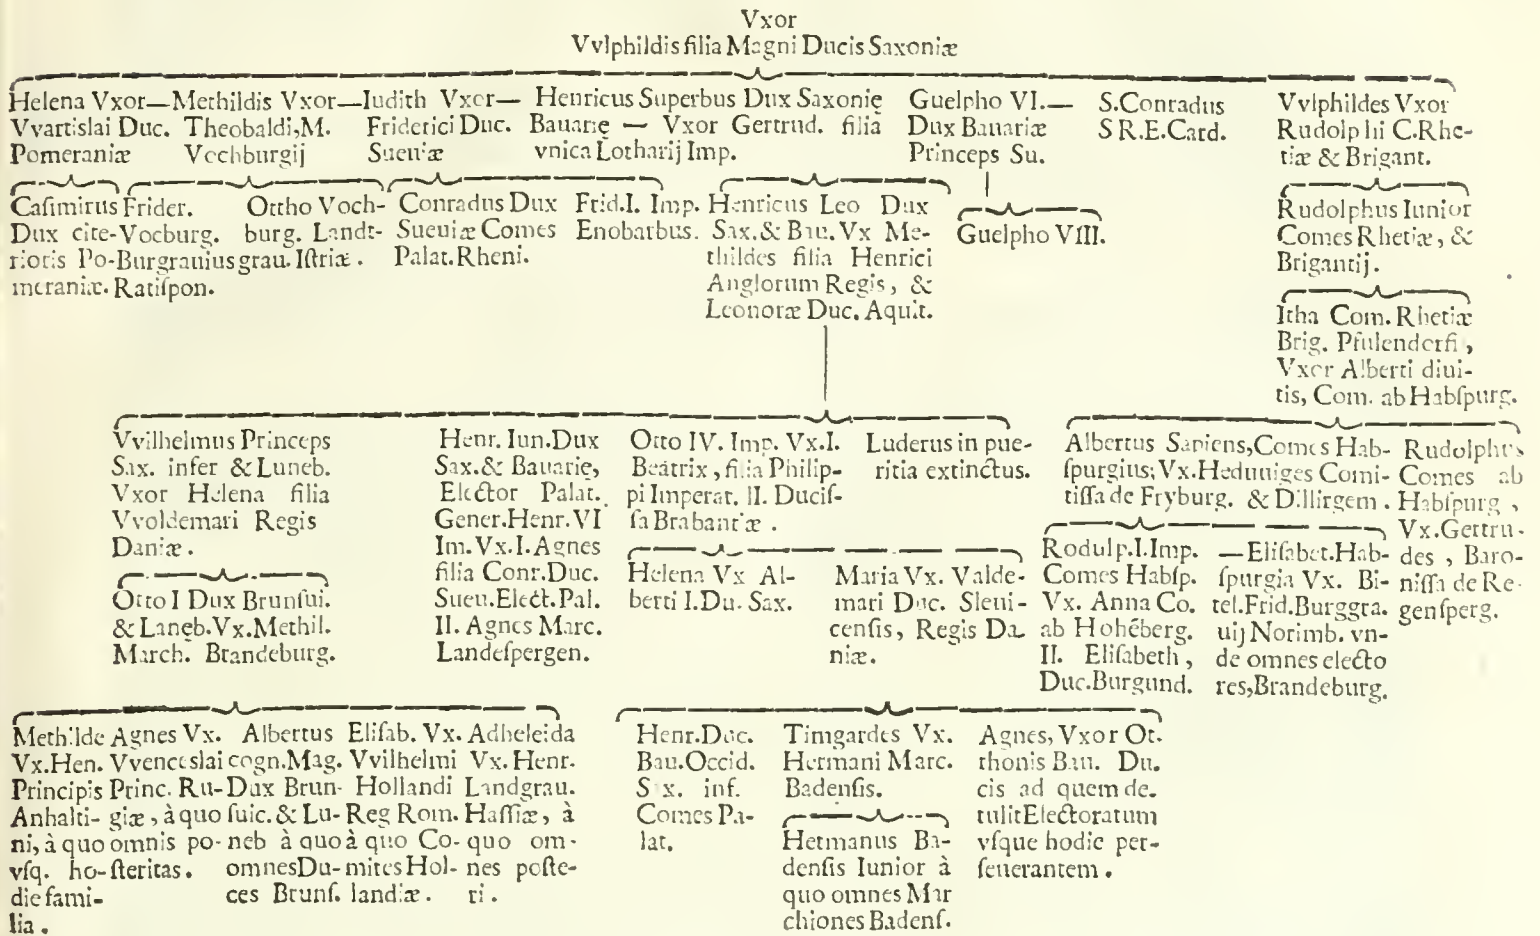 Vxor
Vvlphildis filia Magni Ducis Saxoniæ
Helena Vxor—
Vvartislai Duc.
Pomeraniæ
Methildis Vxor—
Theobaldi, M.
Vochburgij
Iudith Vxor—
Friderici Duc.
Sueuiæ
Henricus Superbus Dux Saxonię
Bauarię — Vxor Gertrud. filia
vnica Lotharij Imp.
Guelpho VI.—
Dux Bauariæ
Princeps Su.
S.Conradus
S R.E.Card.
Vvlphildes Vxor
Rudolphi C.Rhe-
tiæ & Brigant.
Caſimirus
Dux cite-
rioris Po-
meraniæ.
Frider.
Vocburg.
Burgrauius
Ratiſpon.
Ottho Voch-
burg. Landt-
grau. Iſtriæ.
Conradus Dux
Sueuiæ Comes
Palat. Rheni.
Frid.I. Imp.
Enobarbus.
Henricus Leo Dux
Sax.& Bau. Vx Me-
thildes filia Henrici
Anglorum Regis, &
Leonoræ Duc. Aquit.
Guelpho VIII.
Rudolphus Iunior
Comes Rhetiæ, &
Brigantij.
Itha Com. Rhetiæ
Brig. Pfulendorfi,
Vxor Alberti diui-
tis, Com. ab Habſpurg.
Vvilhelmus Princeps
Sax. infer & Luneb.
Vxor Helena filia
Vvoldemari Regis
Daniæ.
Henr. Iun. Dux
Sax.& Bauarię,
Elector Palat.
Gener.Henr.VI
Im.Vx.I.Agnes
filia Conr.Duc.
Sueu.Elect.Pal.
II. Agnes Marc.
Landeſpergen.
Otto IV. Imp. Vx.I.
Beatrix, filia Philip-
pi Imperat. II. Duciſ-
ſa Brabantiæ.
Luderus in pue-
ritia extinctus.
Albertus Sapiens, Comes Hab-
ſpurgius; Vx. Heduuiges Comi-
tiſſa de Fryburg. & Dillirgem.
Rudolphus
Comes ab
Habſpurg,
Vx.Gertru-
des, Baro-
niſſa de Re-
genſperg.
Otto I Dux Brunſui.
& Lanęb.Vx.Methil.
March. Brandeburg.
Helena Vx Al-
berti I.Du. Sax.
Maria Vx. Valde-
mari Duc. Sleui-
cenſis, Regis Da-
niæ.
Rodulp.I.Imp.
Comes Habſp.
Vx. Anna Co.
ab Hohēberg.
II. Eliſabeth,
Duc.Burgund.
—Eliſabet.Hab-
ſpurgia Vx. Bi-
tel.Frid.Burggra.
uij Norimb. vn-
de omnes electo
res,Brandeburg.
Methilde
Vx.Hen.
Principis
Anhalti-
ni, à quo
vſq. ho-
die fami-
lia.
Agnes Vx.
Vvenceslai
Princ. Ru-
giæ, à quo
omnis po-
ſteritas.
Albertus
cogn. Mag.
Dux Brun-
ſuic. & Lu-
neb à quo
omnes Du-
ces Brunſ.
Eliſab. Vx.
Vvilhelmi
Hollandi
Reg Rom.
à quo Co-
mites Hol-
landiæ.
Adheleida
Vx. Henr.
Landgrau.
Haſſiæ, à
quo om-
nes poſte-
ri.
Henr.Duc.
Bau.Occid.
Sax. inf.
Comes Pa-
lat.
Timgardes Vx.
Hermani Marc.
Badenſis.
Hermanus Ba-
denſis Iunior à
quo omnes Mar
chiones Badenſ.
Agnes, Vxor Ot.
thonis Bau. Du.
cis ad quem de.
tulit Electoratum
vſque hodie per-
ſeuerantem.